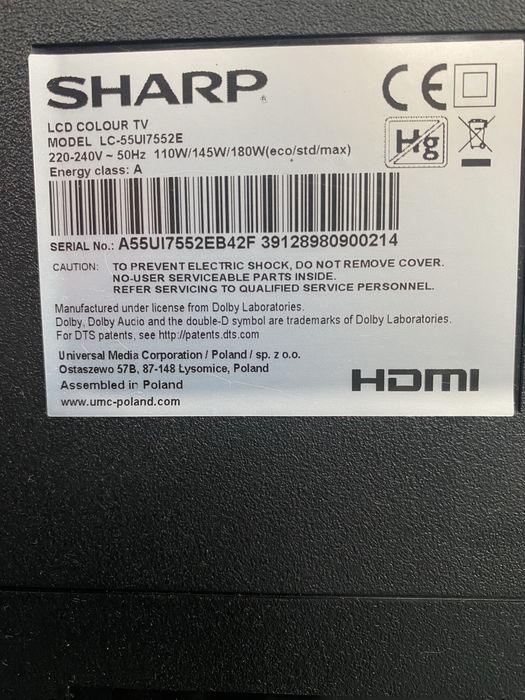 SHARP
LCD COLOUR TV
MODEL LC-55UI7552E
220-240V ~ 50Hz 110W/145W/180W(eco/std/max)
Energy class: A
CE
Hg
SERIAL No.: A55UI7552EB42F 39128980900214
CAUTION: TO PREVENT ELECTRIC SHOCK, DO NOT REMOVE COVER.
NO-USER SERVICEABLE PARTS INSIDE.
REFER SERVICING TO QUALIFIED SERVICE PERSONNEL.
Manufactured under license from Dolby Laboratories.
Dolby, Dolby Aucio and the double-D symbol are trademarks of Dolby Laboratories.
For DTS patents, see http://patents.dts.com
Universal Media Corporation / Poland / sp. z o.o.
Ostaszewo 57B, 87-148 Lysomice, Poland
Assembled in Poland
www.umc-poland.com
HDMI